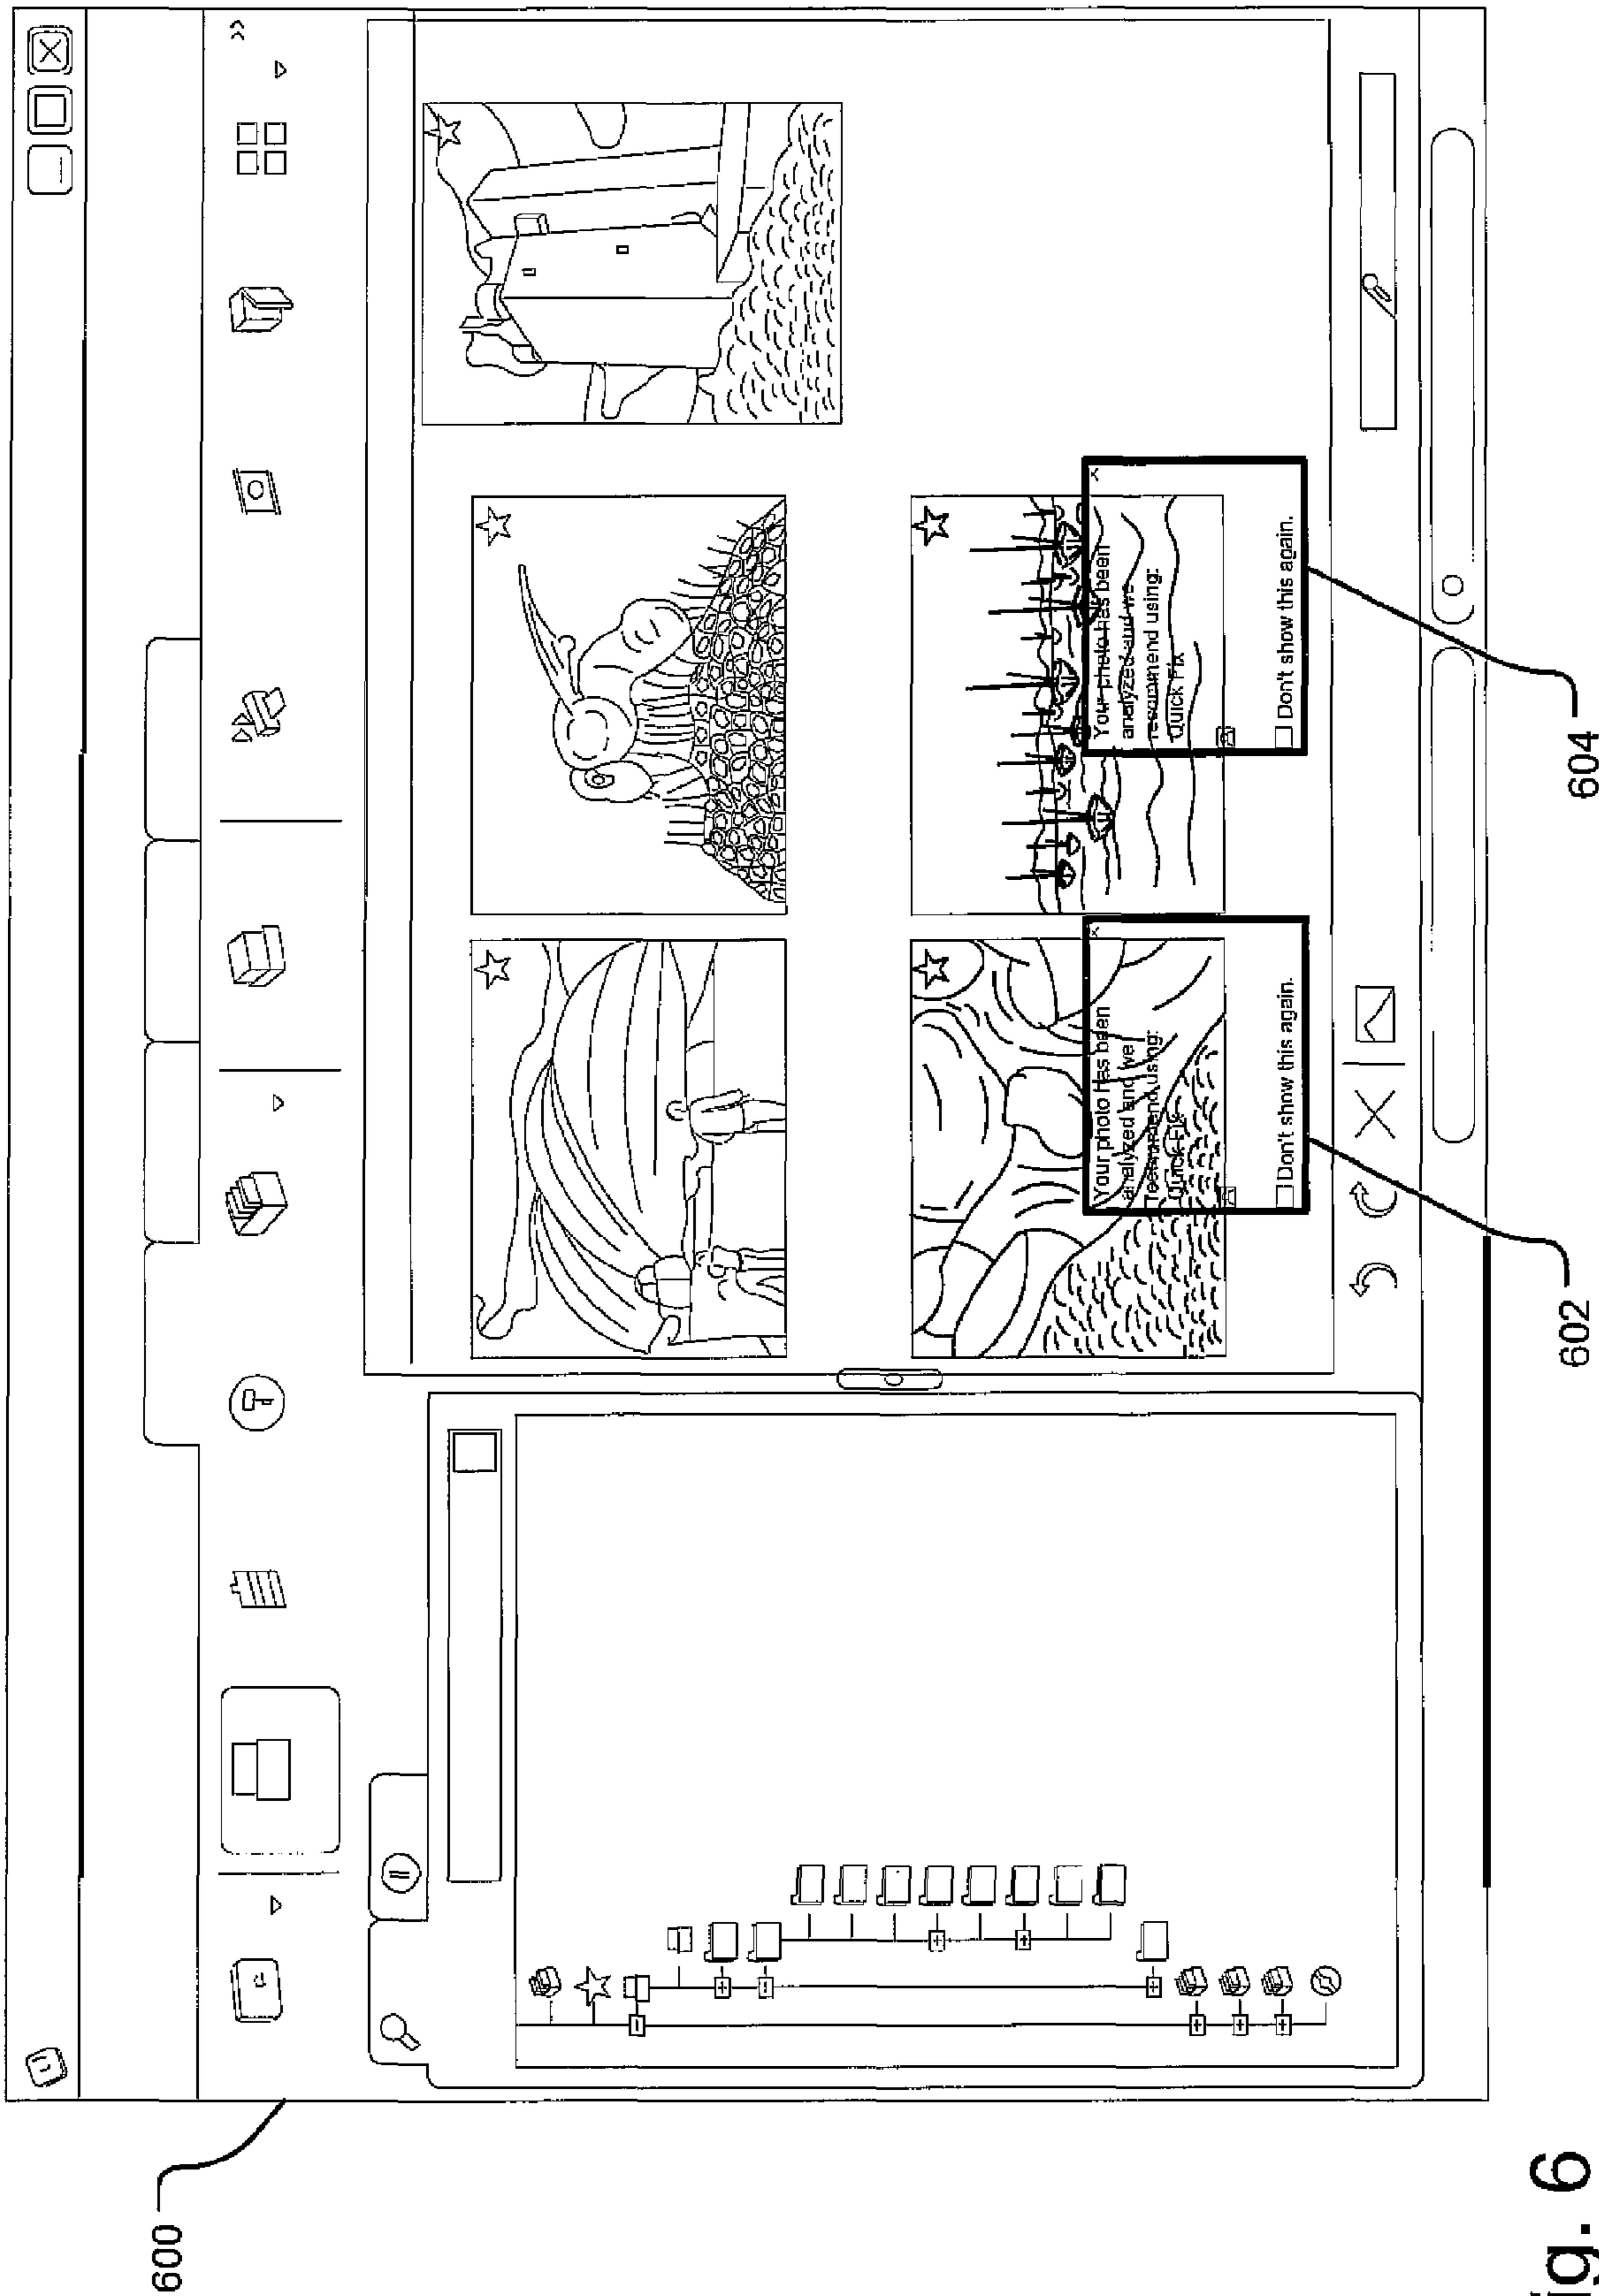 600
Your photo has been
analyzed and we
recommend using:
Quick Fix
Don't show this again.
602
Your photo has been
analyzed and we
recommend using:
Quick Fix
Don't show this again.
604
ig. 6